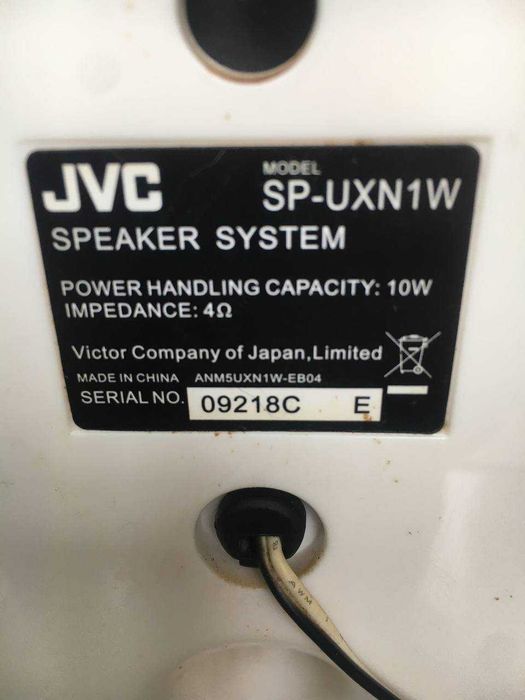 JVC
MODEL
SP-UXN1W
SPEAKER SYSTEM
POWER HANDLING CAPACITY: 10W
IMPEDANCE: 4Ω
Victor Company of Japan,Limited
MADE IN CHINA ANM5UXN1W-EB04
SERIAL NO. 09218C E
AWM